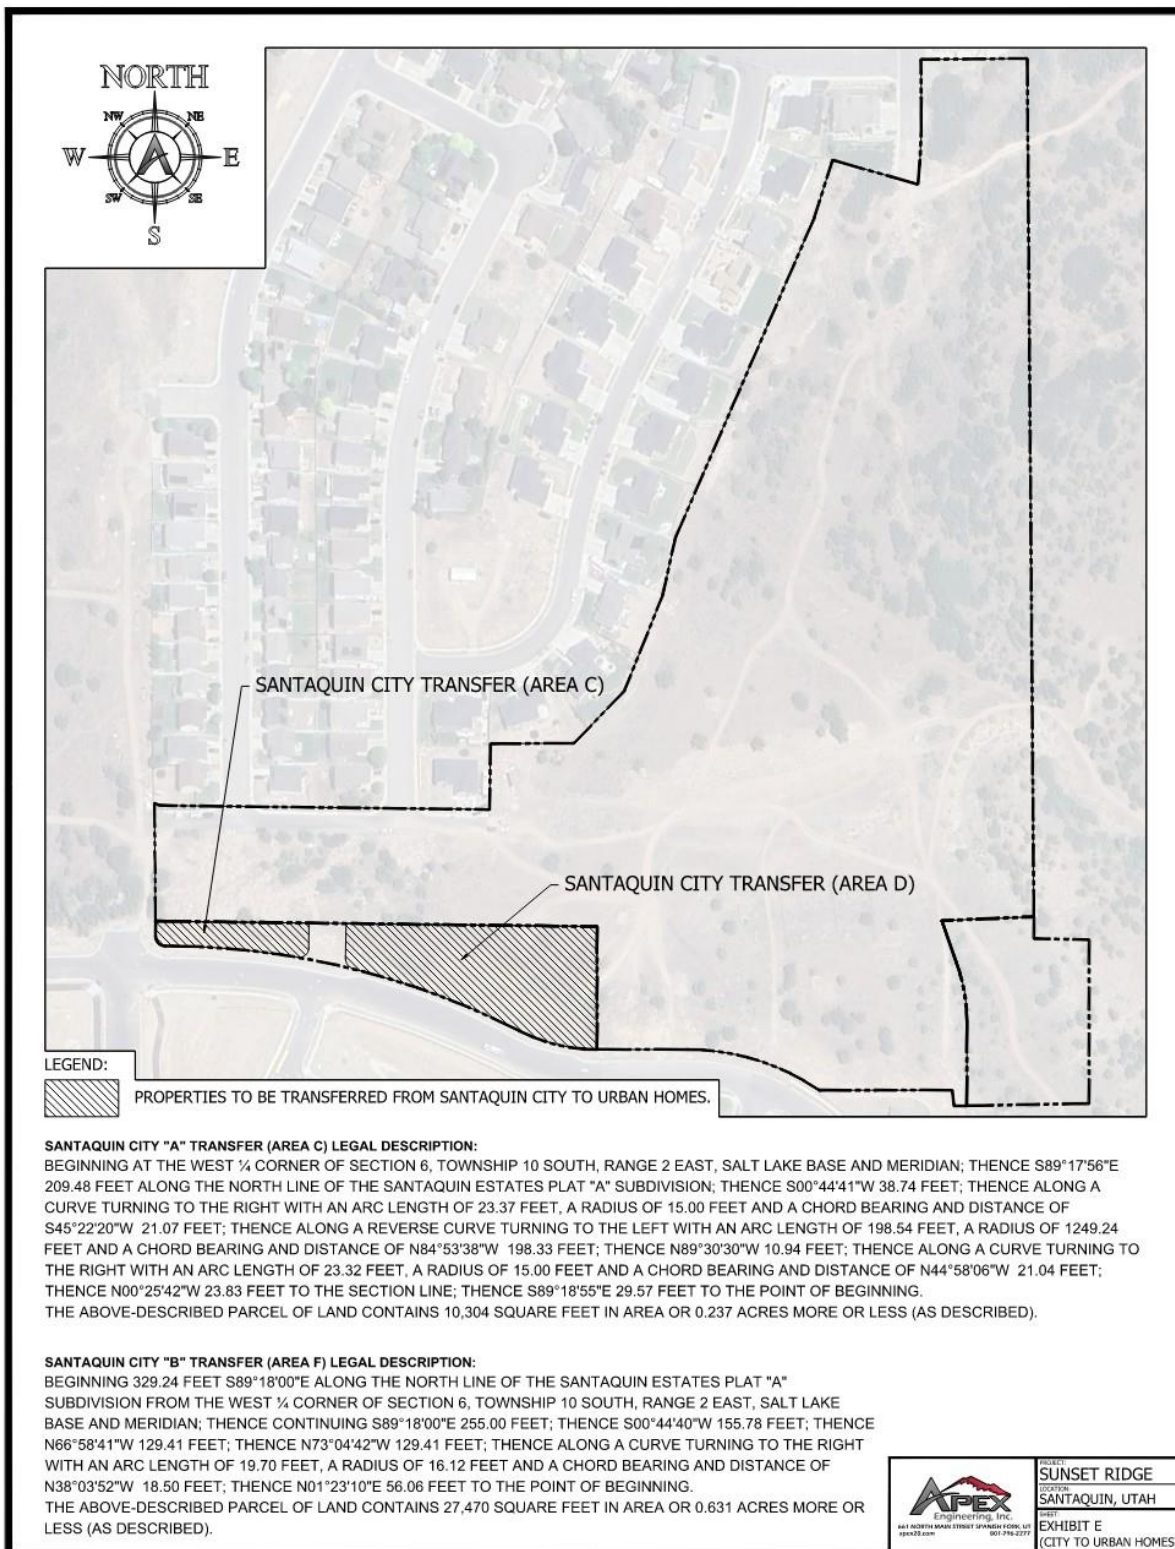 NORTH
NW
NE
W
E
SW
SE
S
SANTAQUIN CITY TRANSFER (AREA C)
SANTAQUIN CITY TRANSFER (AREA D)
LEGEND:
PROPERTIES TO BE TRANSFERRED FROM SANTAQUIN CITY TO URBAN HOMES.
SANTAQUIN CITY "A" TRANSFER (AREA C) LEGAL DESCRIPTION:
BEGINNING AT THE WEST ¼ CORNER OF SECTION 6, TOWNSHIP 10 SOUTH, RANGE 2 EAST, SALT LAKE BASE AND MERIDIAN; THENCE S89°17'56"E
209.48 FEET ALONG THE NORTH LINE OF THE SANTAQUIN ESTATES PLAT "A" SUBDIVISION; THENCE S00°44'41"W 38.74 FEET; THENCE ALONG A
CURVE TURNING TO THE RIGHT WITH AN ARC LENGTH OF 23.37 FEET, A RADIUS OF 15.00 FEET AND A CHORD BEARING AND DISTANCE OF
S45°22'20"W 21.07 FEET; THENCE ALONG A REVERSE CURVE TURNING TO THE LEFT WITH AN ARC LENGTH OF 198.54 FEET, A RADIUS OF 1249.24
FEET AND A CHORD BEARING AND DISTANCE OF N84°53'38"W 198.33 FEET; THENCE N89°30'30"W 10.94 FEET; THENCE ALONG A CURVE TURNING TO
THE RIGHT WITH AN ARC LENGTH OF 23.32 FEET, A RADIUS OF 15.00 FEET AND A CHORD BEARING AND DISTANCE OF N44°58'06"W 21.04 FEET;
THENCE N00°25'42"W 23.83 FEET TO THE SECTION LINE; THENCE S89°18'55"E 29.57 FEET TO THE POINT OF BEGINNING.
THE ABOVE-DESCRIBED PARCEL OF LAND CONTAINS 10,304 SQUARE FEET IN AREA OR 0.237 ACRES MORE OR LESS (AS DESCRIBED).
SANTAQUIN CITY "B" TRANSFER (AREA F) LEGAL DESCRIPTION:
BEGINNING 329.24 FEET S89°18'00"E ALONG THE NORTH LINE OF THE SANTAQUIN ESTATES PLAT "A"
SUBDIVISION FROM THE WEST ¼ CORNER OF SECTION 6, TOWNSHIP 10 SOUTH, RANGE 2 EAST, SALT LAKE
BASE AND MERIDIAN; THENCE CONTINUING S89°18'00"E 255.00 FEET; THENCE S00°44'40"W 155.78 FEET; THENCE
N66°58'41"W 129.41 FEET; THENCE N73°04'42"W 129.41 FEET; THENCE ALONG A CURVE TURNING TO THE RIGHT
WITH AN ARC LENGTH OF 19.70 FEET, A RADIUS OF 16.12 FEET AND A CHORD BEARING AND DISTANCE OF
N38°03'52"W 18.50 FEET; THENCE N01°23'10"E 56.06 FEET TO THE POINT OF BEGINNING.
THE ABOVE-DESCRIBED PARCEL OF LAND CONTAINS 27,470 SQUARE FEET IN AREA OR 0.631 ACRES MORE OR
LESS (AS DESCRIBED).
APEX
Engineering, Inc.
661 NORTH MAIN STREET SPANISH FORK, UT
apex20.com 801-796-2277
PROJECT:
SUNSET RIDGE
LOCATION:
SANTAQUIN, UTAH
SHEET:
EXHIBIT E
(CITY TO URBAN HOMES